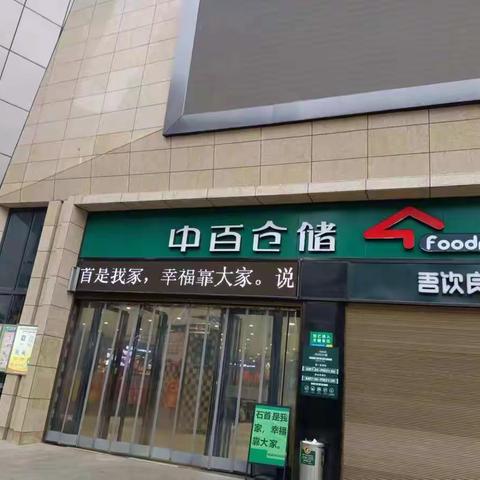 中百仓储
Foodm
首是我家，幸福靠大家。说
吾饮良
石首是我
家，幸福
靠大家。